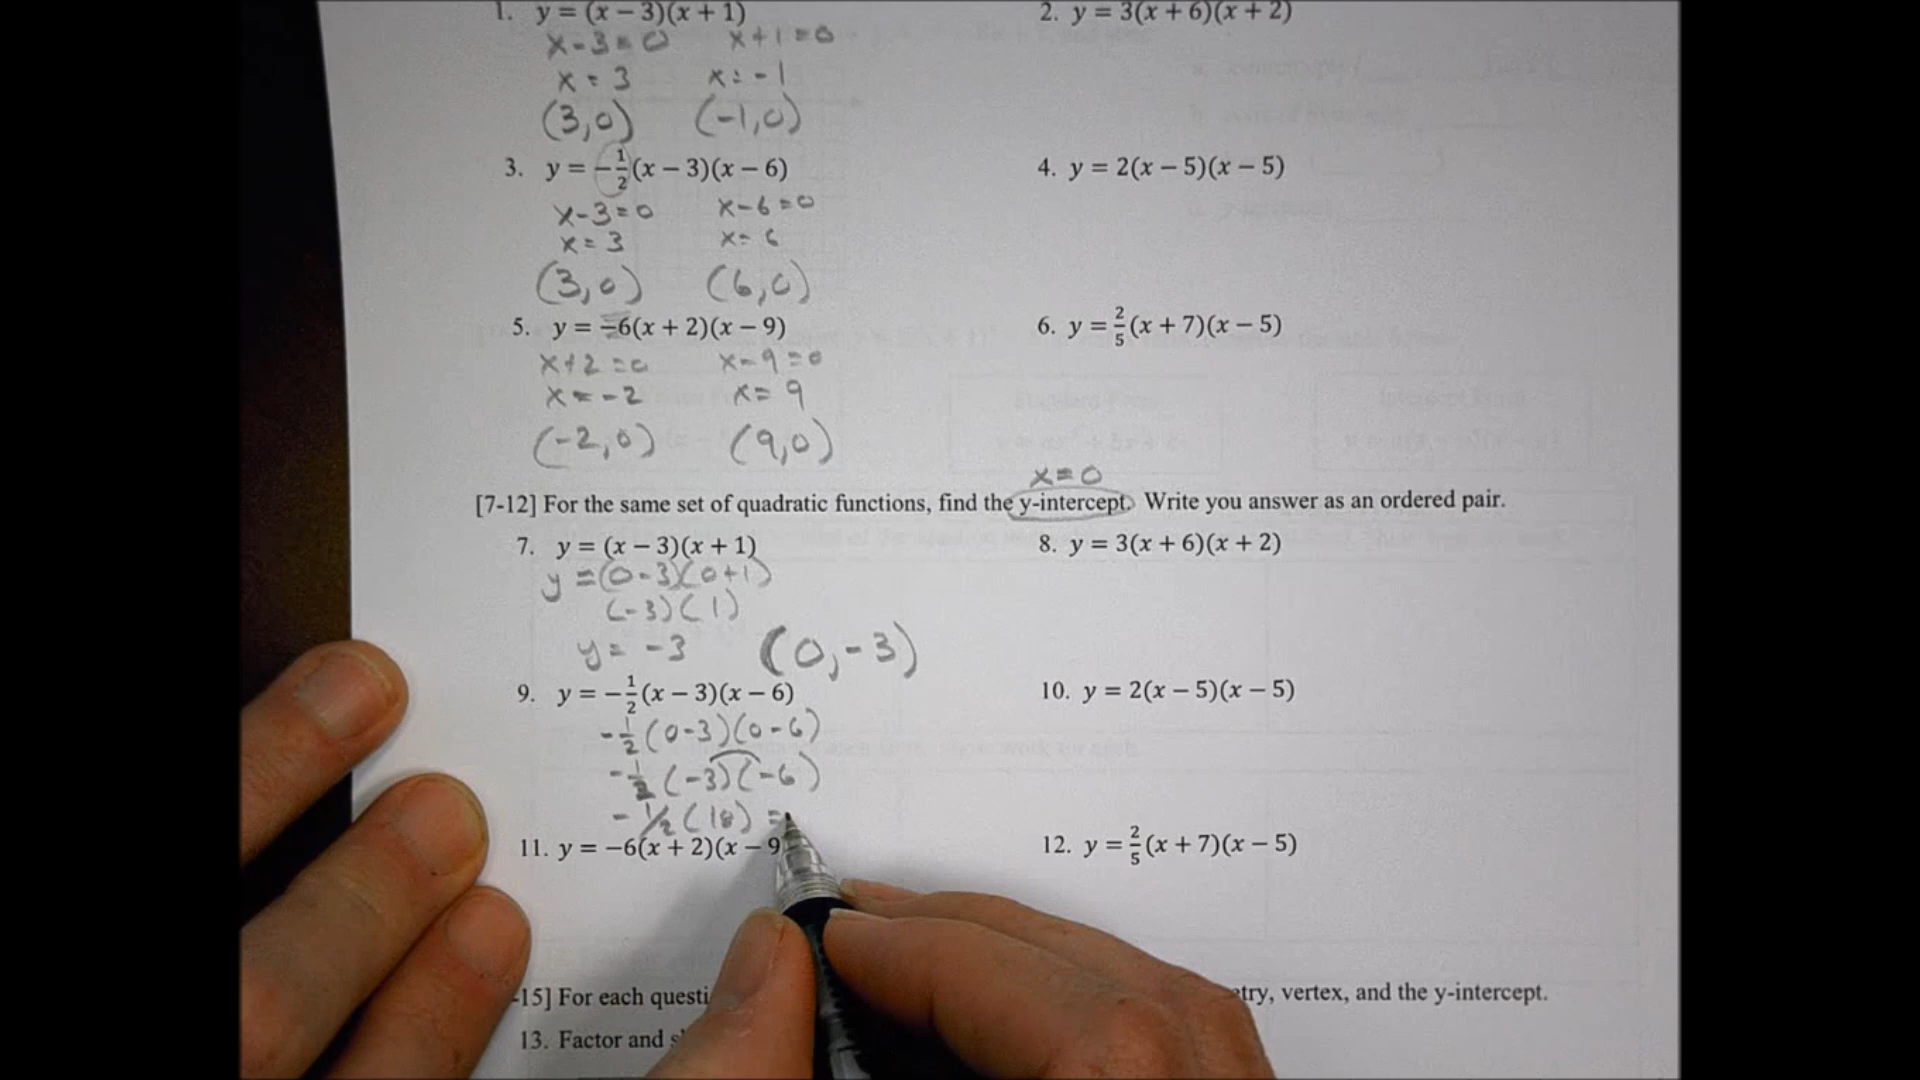 1. y = (x − 3)(x + 1)
2. y = 3(x + 6)(x + 2)
x-3=0 x+1=0
x=3 x=-1
(3,0) (-1,0)
3. y = −1/2(x − 3)(x − 6)
4. y = 2(x − 5)(x − 5)
x-3=0 x-6=0
x=3 x=6
(3,0) (6,0)
5. y = −6(x + 2)(x − 9)
6. y = 2/5(x + 7)(x − 5)
x+2=0 x-9=0
x=-2 x=9
(-2,0) (9,0)
x=0
[7-12] For the same set of quadratic functions, find the y-intercept. Write you answer as an ordered pair.
7. y = (x − 3)(x + 1)
8. y = 3(x + 6)(x + 2)
y=(0-3)(0+1)
(-3)(1)
y= -3 (0,-3)
9. y = −1/2(x − 3)(x − 6)
10. y = 2(x − 5)(x − 5)
-1/2(0-3)(0-6)
-1/2(-3)(-6)
-1/2(18)=
11. y = −6(x + 2)(x − 9
12. y = 2/5(x + 7)(x − 5)
-15] For each vertex, and the y-intercept.
13. Factor and